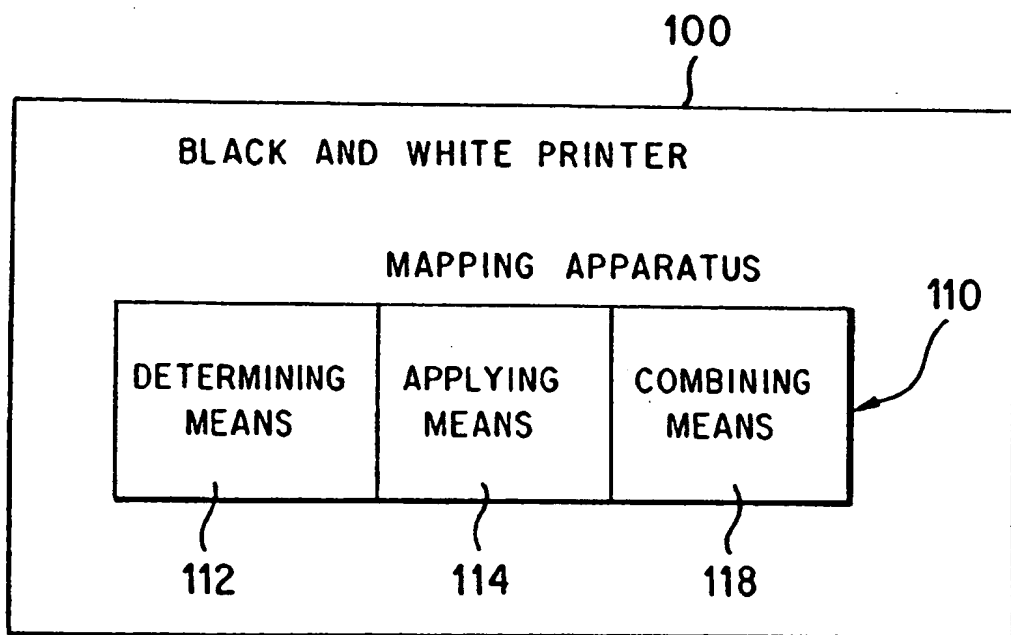 100
BLACK AND WHITE PRINTER
MAPPING APPARATUS
110
DETERMINING MEANS
APPLYING MEANS
COMBINING MEANS
112
114
118